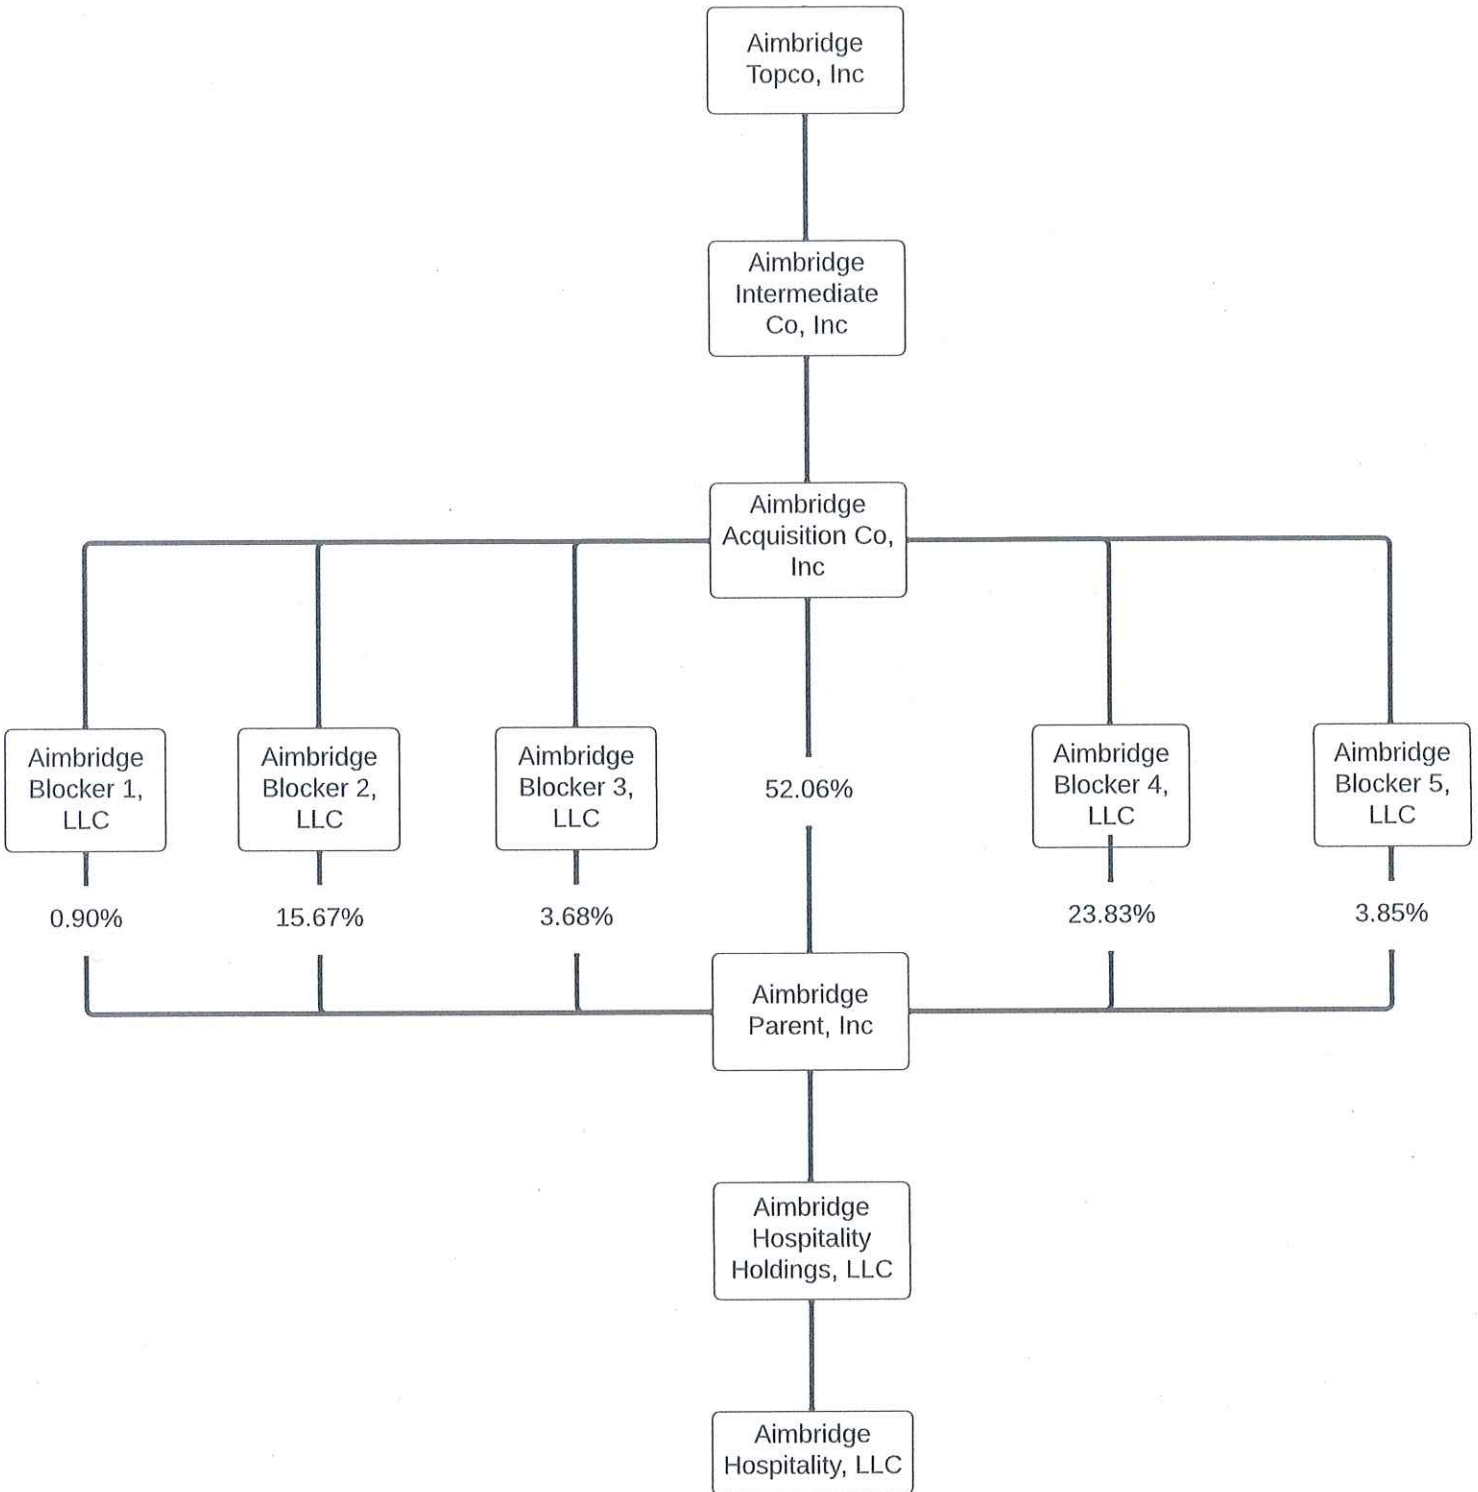 Aimbridge
Topco, Inc
Aimbridge
Intermediate
Co, Inc
Aimbridge
Acquisition Co,
Inc
Aimbridge
Blocker 1,
LLC
Aimbridge
Blocker 2,
LLC
Aimbridge
Blocker 3,
LLC
52.06%
Aimbridge
Blocker 4,
LLC
Aimbridge
Blocker 5,
LLC
0.90%
15.67%
3.68%
23.83%
3.85%
Aimbridge
Parent, Inc
Aimbridge
Hospitality
Holdings, LLC
Aimbridge
Hospitality, LLC